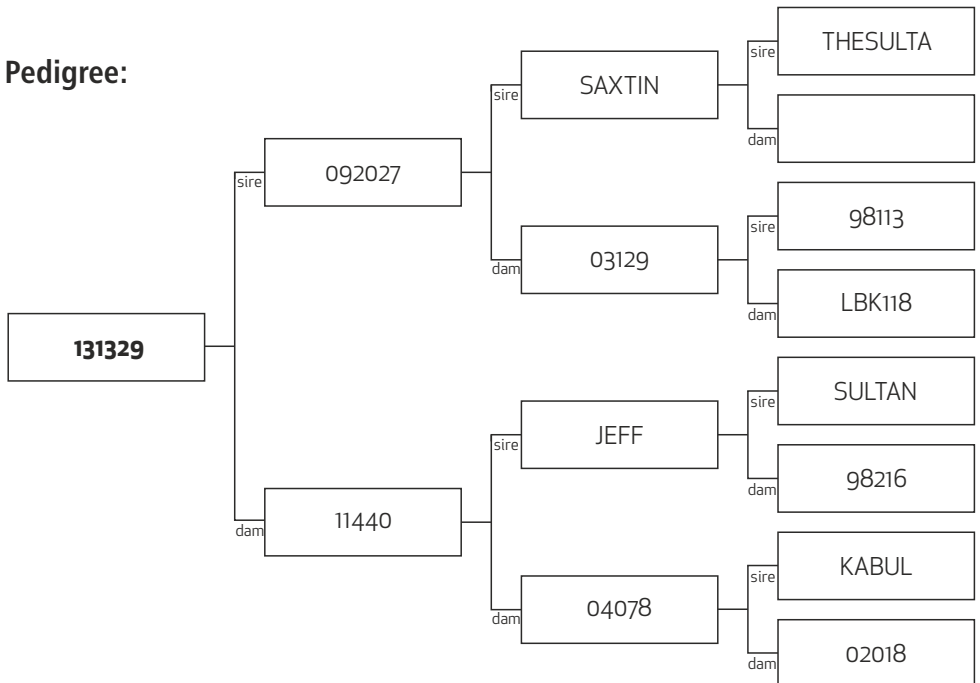 THESULTA
sire
Pedigree:
SAXTIN
sire
dam
092027
sire
98113
sire
03129
dam
LBK118
dam
131329
SULTAN
sire
JEFF
sire
98216
dam
11440
dam
KABUL
sire
04078
dam
02018
dam